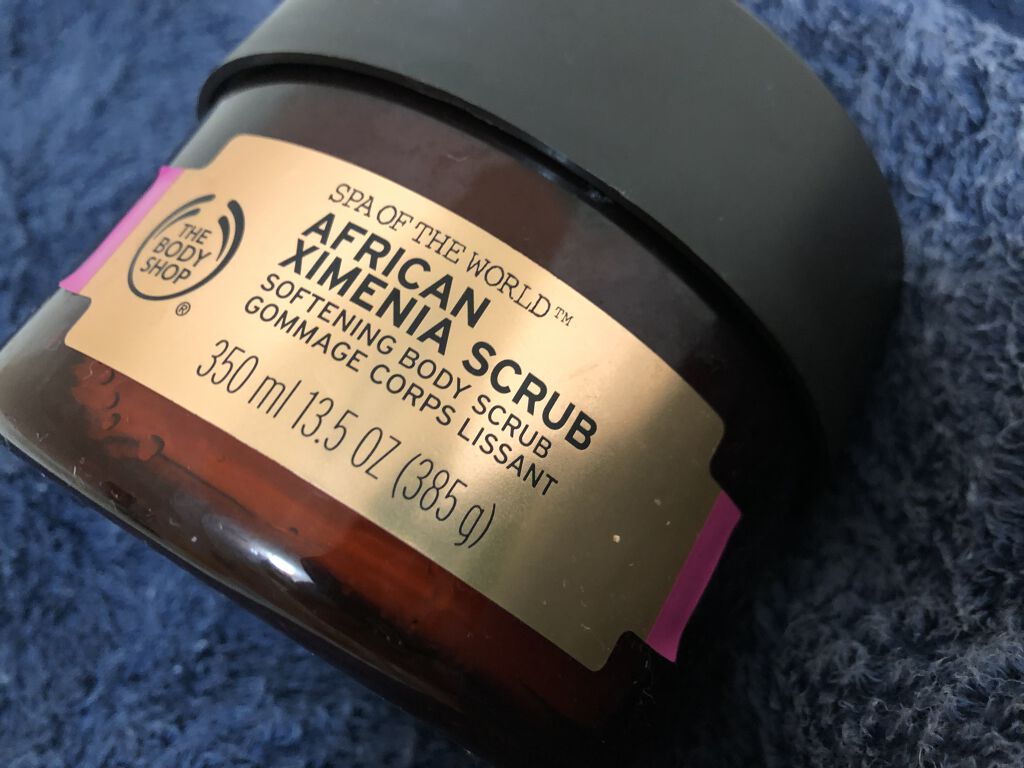 THE
BODY
SHOP
®
SPA OF THE WORLD™
AFRICAN
XIMENIA SCRUB
SOFTENING BODY SCRUB
GOMMAGE CORPS LISSANT
350 ml 13.5 OZ (385 g)